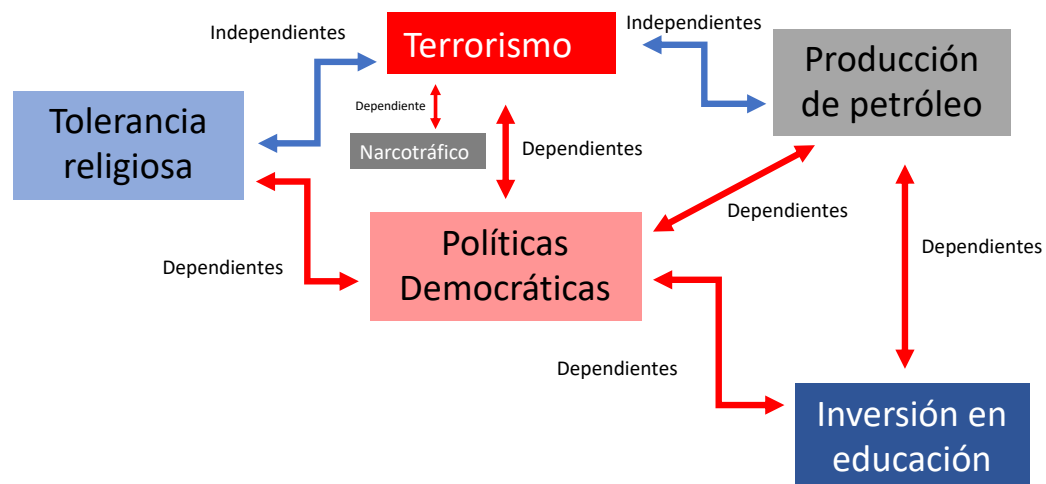 Independientes
Terrorismo
Independientes
Producción
de petróleo
Tolerancia
religiosa
Dependiente
Narcotráfico
Dependientes
Dependientes
Dependientes
Políticas
Democráticas
Dependientes
Dependientes
Inversión en
educación